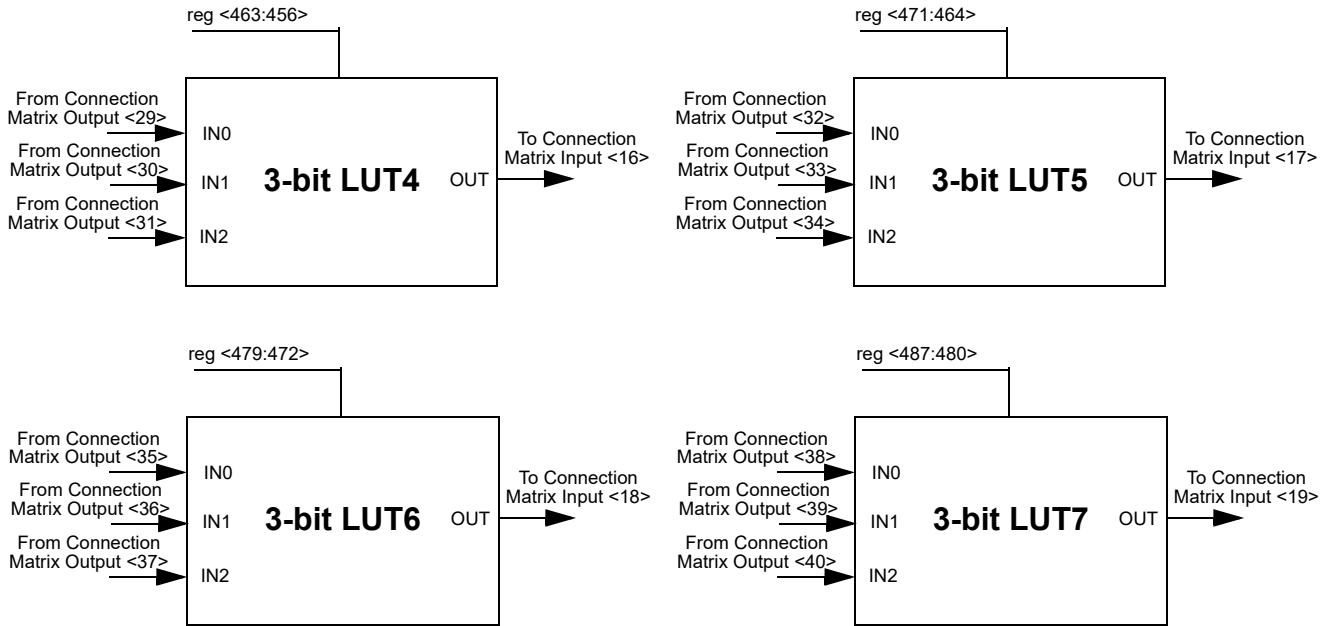 reg <463:456>
From Connection
Matrix Output <29>
IN0
From Connection
Matrix Output <30>
IN1
From Connection
Matrix Output <31>
IN2
3-bit LUT4
OUT
To Connection
Matrix Input <16>
reg <471:464>
From Connection
Matrix Output <32>
IN0
From Connection
Matrix Output <33>
IN1
From Connection
Matrix Output <34>
IN2
3-bit LUT5
OUT
To Connection
Matrix Input <17>
reg <479:472>
From Connection
Matrix Output <35>
IN0
From Connection
Matrix Output <36>
IN1
From Connection
Matrix Output <37>
IN2
3-bit LUT6
OUT
To Connection
Matrix Input <18>
reg <487:480>
From Connection
Matrix Output <38>
IN0
From Connection
Matrix Output <39>
IN1
From Connection
Matrix Output <40>
IN2
3-bit LUT7
OUT
To Connection
Matrix Input <19>